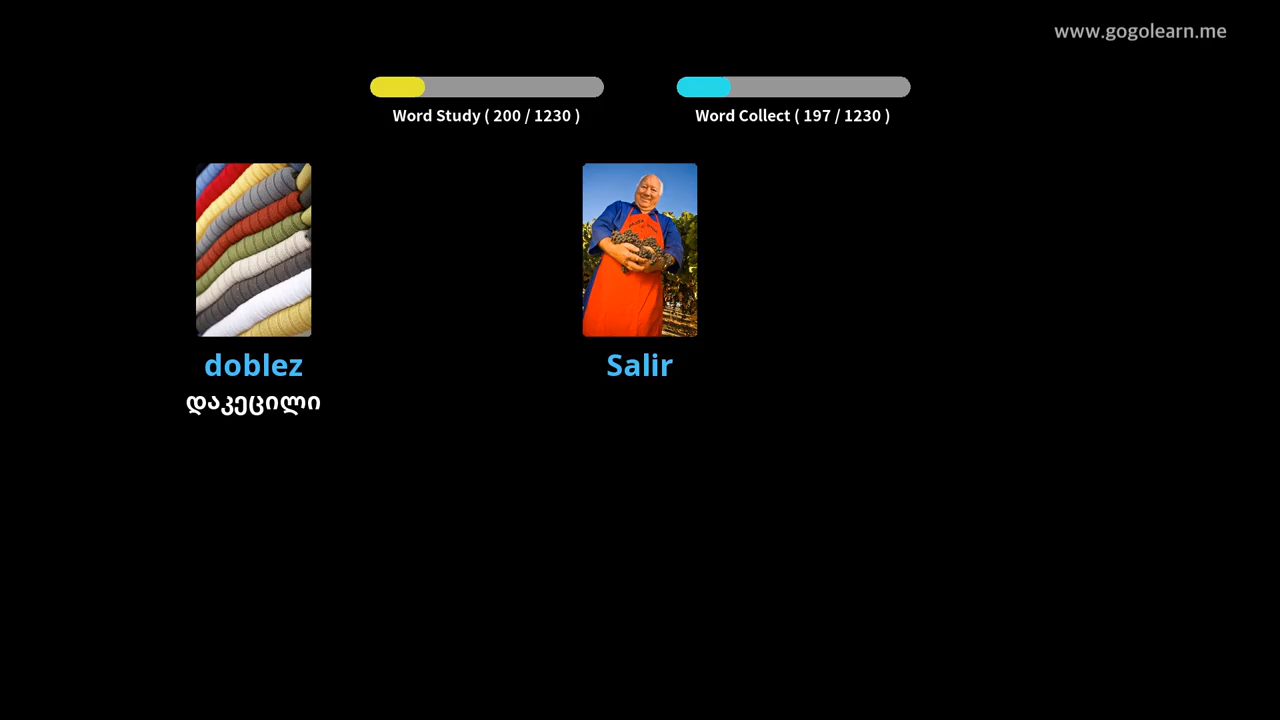 www.gogolearn.me
Word Study ( 200 / 1230 )
Word Collect ( 197 / 1230 )
doblez
Salir
დაკეცილი